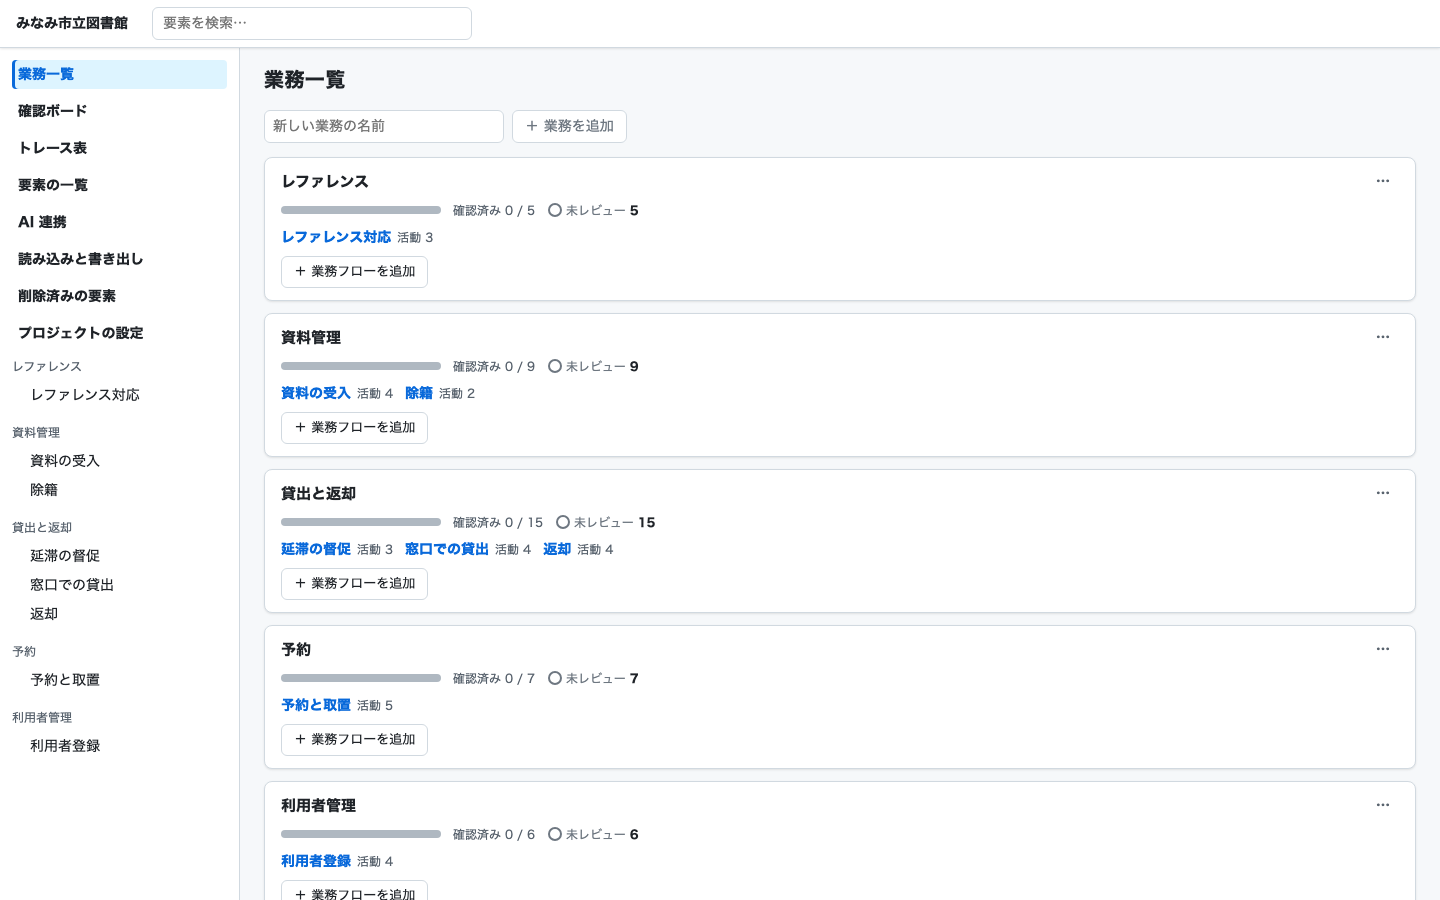 みなみ市立図書館
要素を検索…
業務一覧
確認ボード
トレース表
要素の一覧
AI 連携
読み込みと書き出し
削除済みの要素
プロジェクトの設定
レファレンス
レファレンス対応
資料管理
資料の受入
除籍
貸出と返却
延滞の督促
窓口での貸出
返却
予約
予約と取置
利用者管理
利用者登録
業務一覧
新しい業務の名前
+ 業務を追加
レファレンス
…
確認済み 0 / 5 未レビュー 5
レファレンス対応 活動 3
+ 業務フローを追加
資料管理
…
確認済み 0 / 9 未レビュー 9
資料の受入 活動 4 除籍 活動 2
+ 業務フローを追加
貸出と返却
…
確認済み 0 / 15 未レビュー 15
延滞の督促 活動 3 窓口での貸出 活動 4 返却 活動 4
+ 業務フローを追加
予約
…
確認済み 0 / 7 未レビュー 7
予約と取置 活動 5
+ 業務フローを追加
利用者管理
…
確認済み 0 / 6 未レビュー 6
利用者登録 活動 4
+ 業務フローを追加